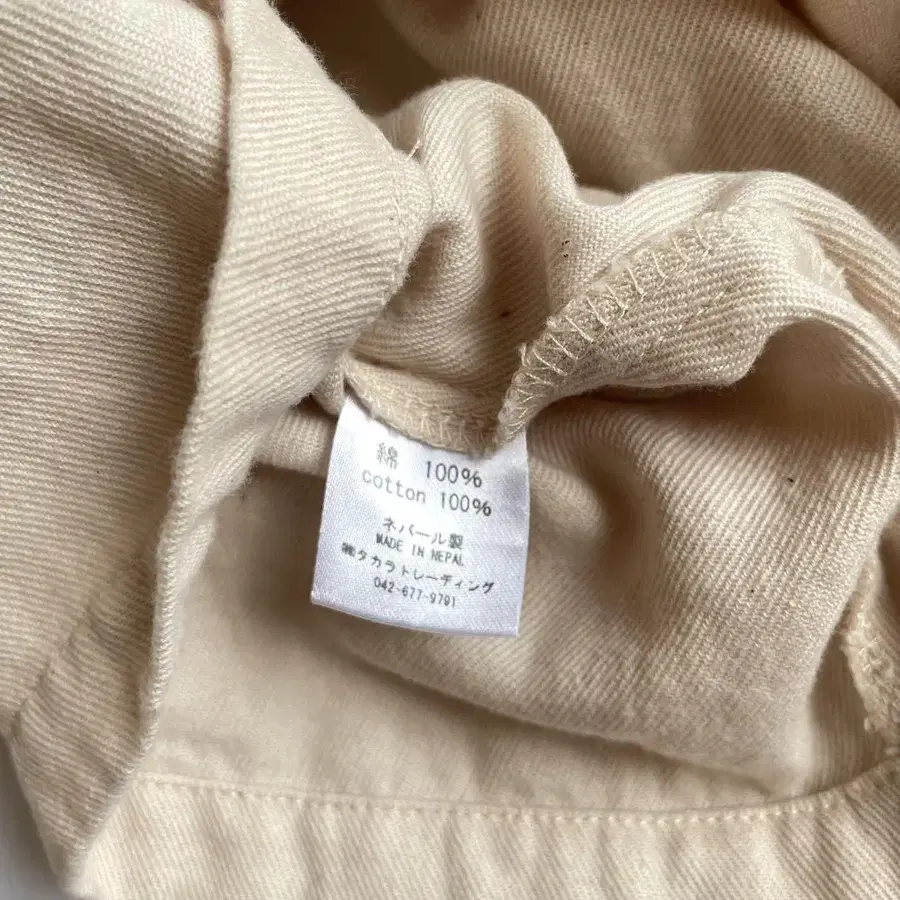 綿 100%
cotton 100%
ネパール製
MADE IN NEPAL
㈱タカラトレーディング
042-677-9791